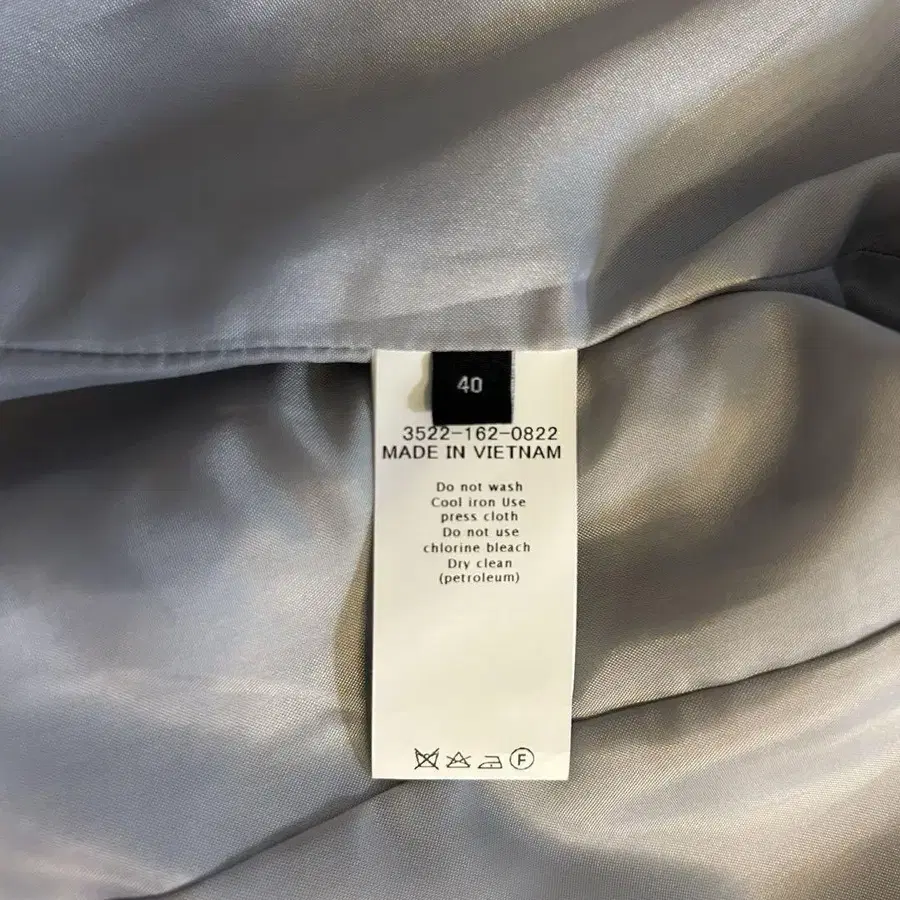 40
3522-162-0822
MADE IN VIETNAM
Do not wash
Cool iron Use
press cloth
Do not use
chlorine bleach
Dry clean
(petroleum)
F